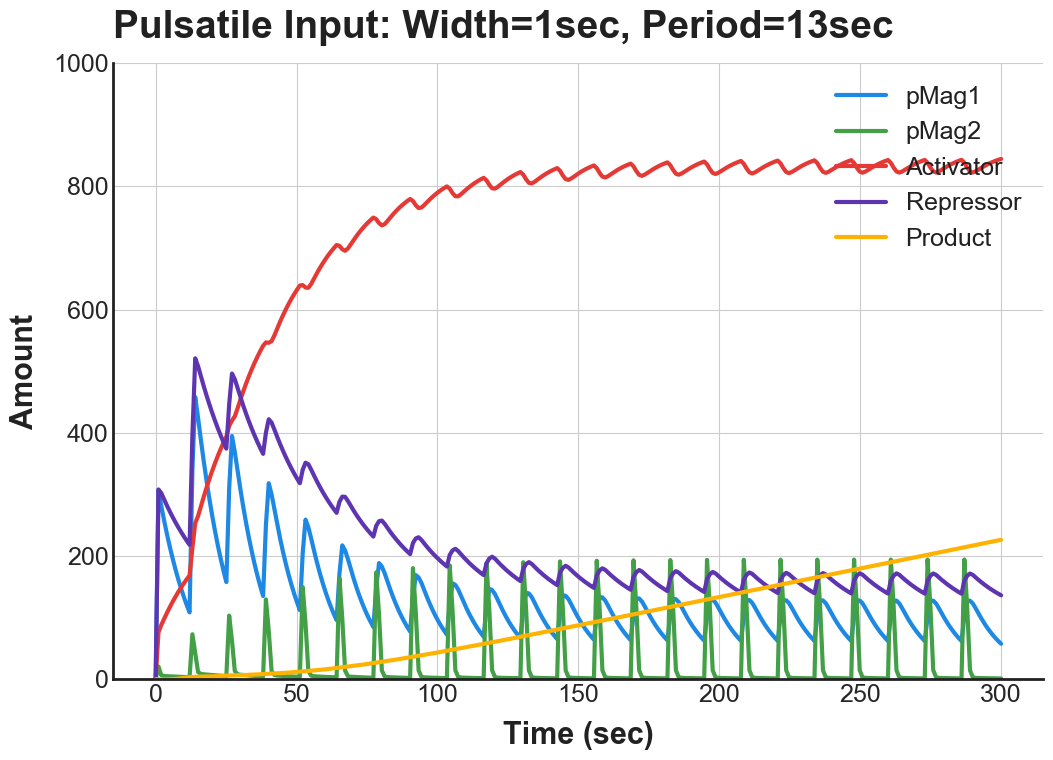 Pulsatile Input: Width=1sec, Period=13sec
1000
800
600
400
200
0
Amount
pMag1
pMag2
Activator
Repressor
Product
0 50 100 150 200 250 300
Time (sec)